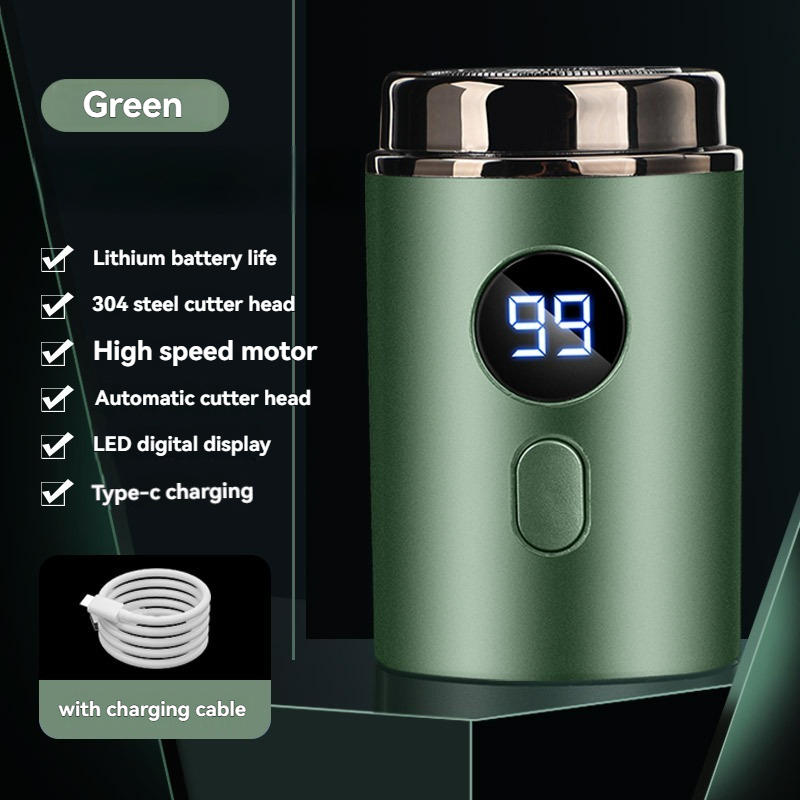 Green
Lithium battery life
304 steel cutter head
High speed motor
Automatic cutter head
LED digital display
Type-c charging
99
with charging cable